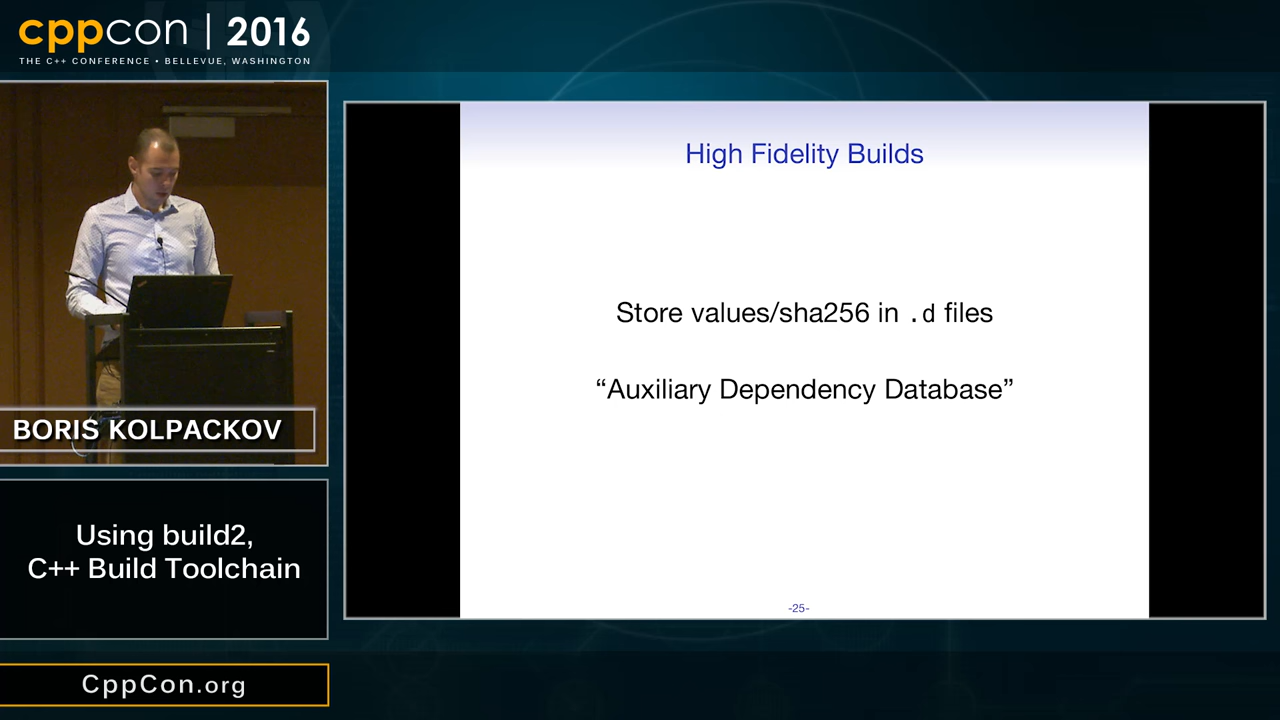 cppcon | 2016
THE C++ CONFERENCE • BELLEVUE, WASHINGTON
High Fidelity Builds
Store values/sha256 in .d files
“Auxiliary Dependency Database”
-25-
BORIS KOLPACKOV
Using build2,
C++ Build Toolchain
CppCon.org